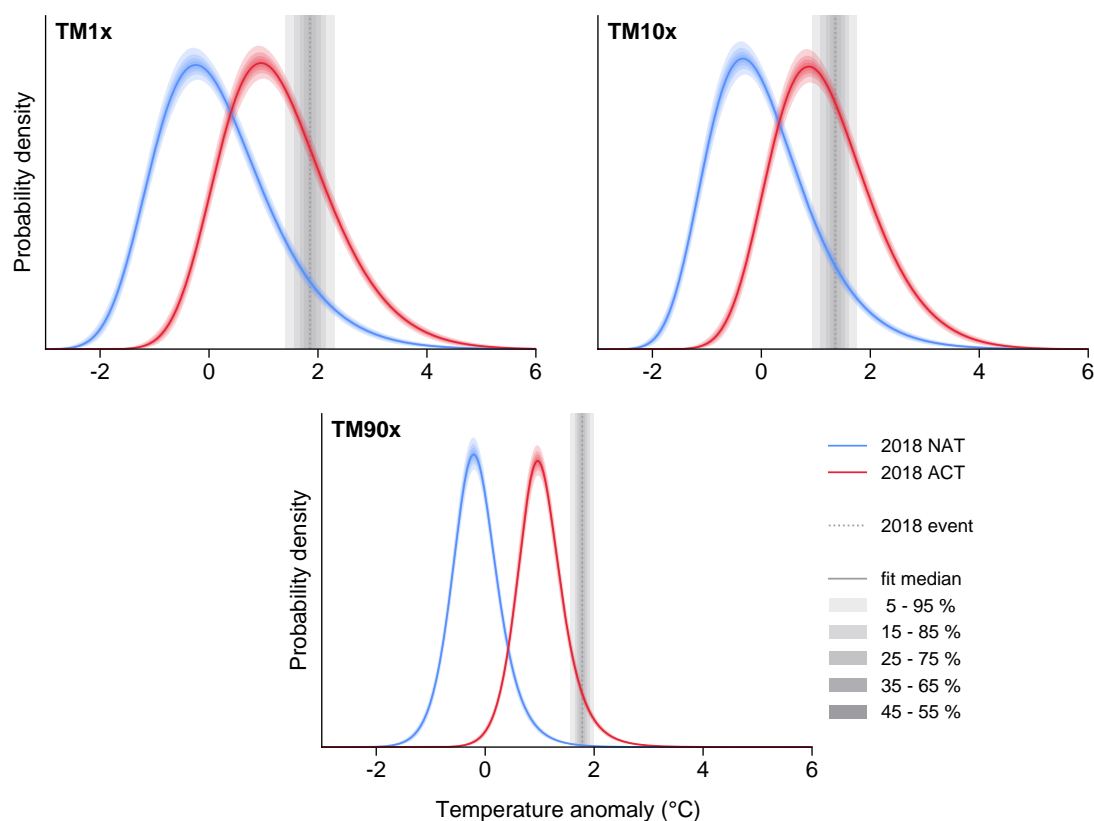 TM1x
TM10x
Probability density
-2 0 2 4 6
-2 0 2 4 6
TM90x
Probability density
-2 0 2 4 6
Temperature anomaly (°C)
2018 NAT
2018 ACT
2018 event
fit median
5 - 95 %
15 - 85 %
25 - 75 %
35 - 65 %
45 - 55 %